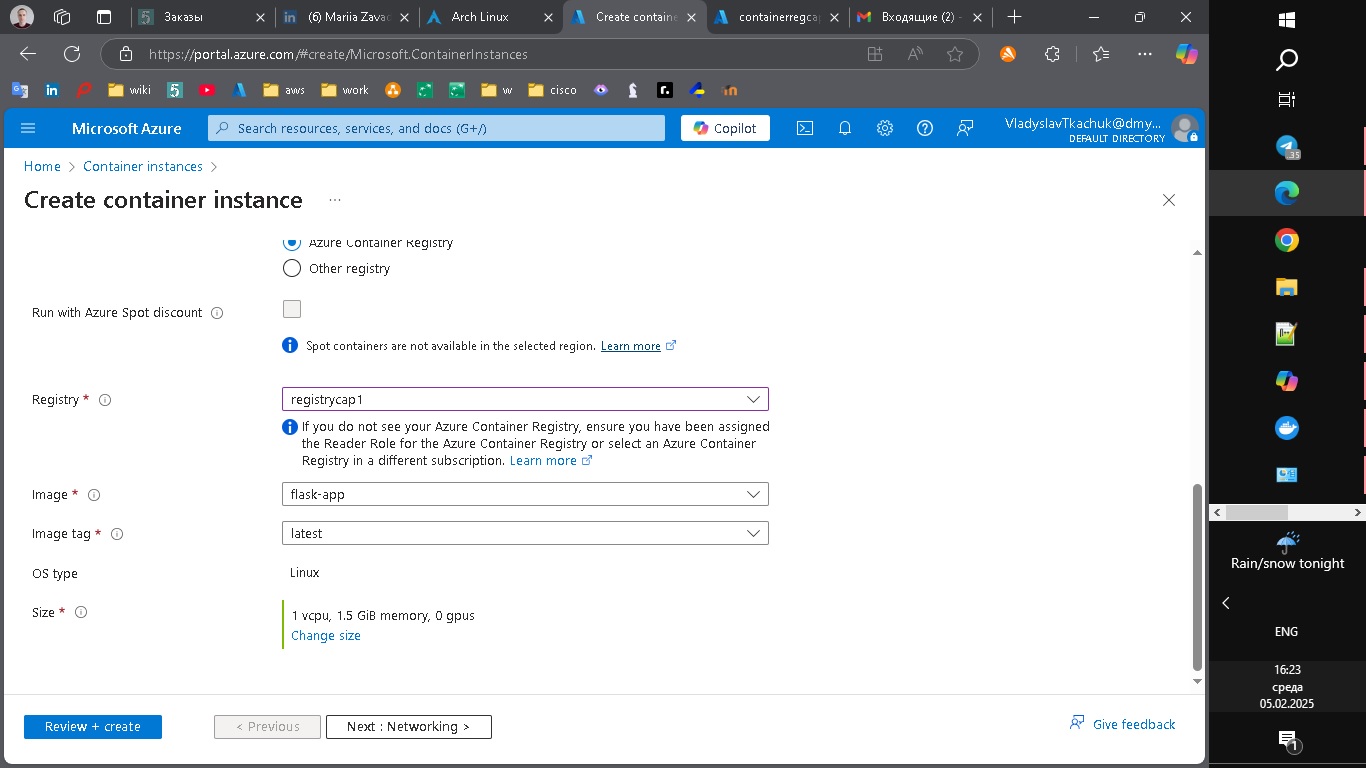 Заказы
(6) Mariia Zavac
Arch Linux
Create containe
containerregcap
Входящие (2) -
https://portal.azure.com/#create/Microsoft.ContainerInstances
wiki
aws
work
w
cisco
Microsoft Azure
Search resources, services, and docs (G+/)
Copilot
VladyslavTkachuk@dmy...
DEFAULT DIRECTORY
Home > Container instances >
Create container instance ...
Azure Container Registry
Other registry
Run with Azure Spot discount
Spot containers are not available in the selected region. Learn more
Registry *
registrycap1
If you do not see your Azure Container Registry, ensure you have been assigned
the Reader Role for the Azure Container Registry or select an Azure Container
Registry in a different subscription. Learn more
Image *
flask-app
Image tag *
latest
OS type
Linux
Size *
1 vcpu, 1.5 GiB memory, 0 gpus
Change size
Review + create
< Previous
Next : Networking >
Give feedback
35
Rain/snow tonight
ENG
16:23
среда
05.02.2025
1